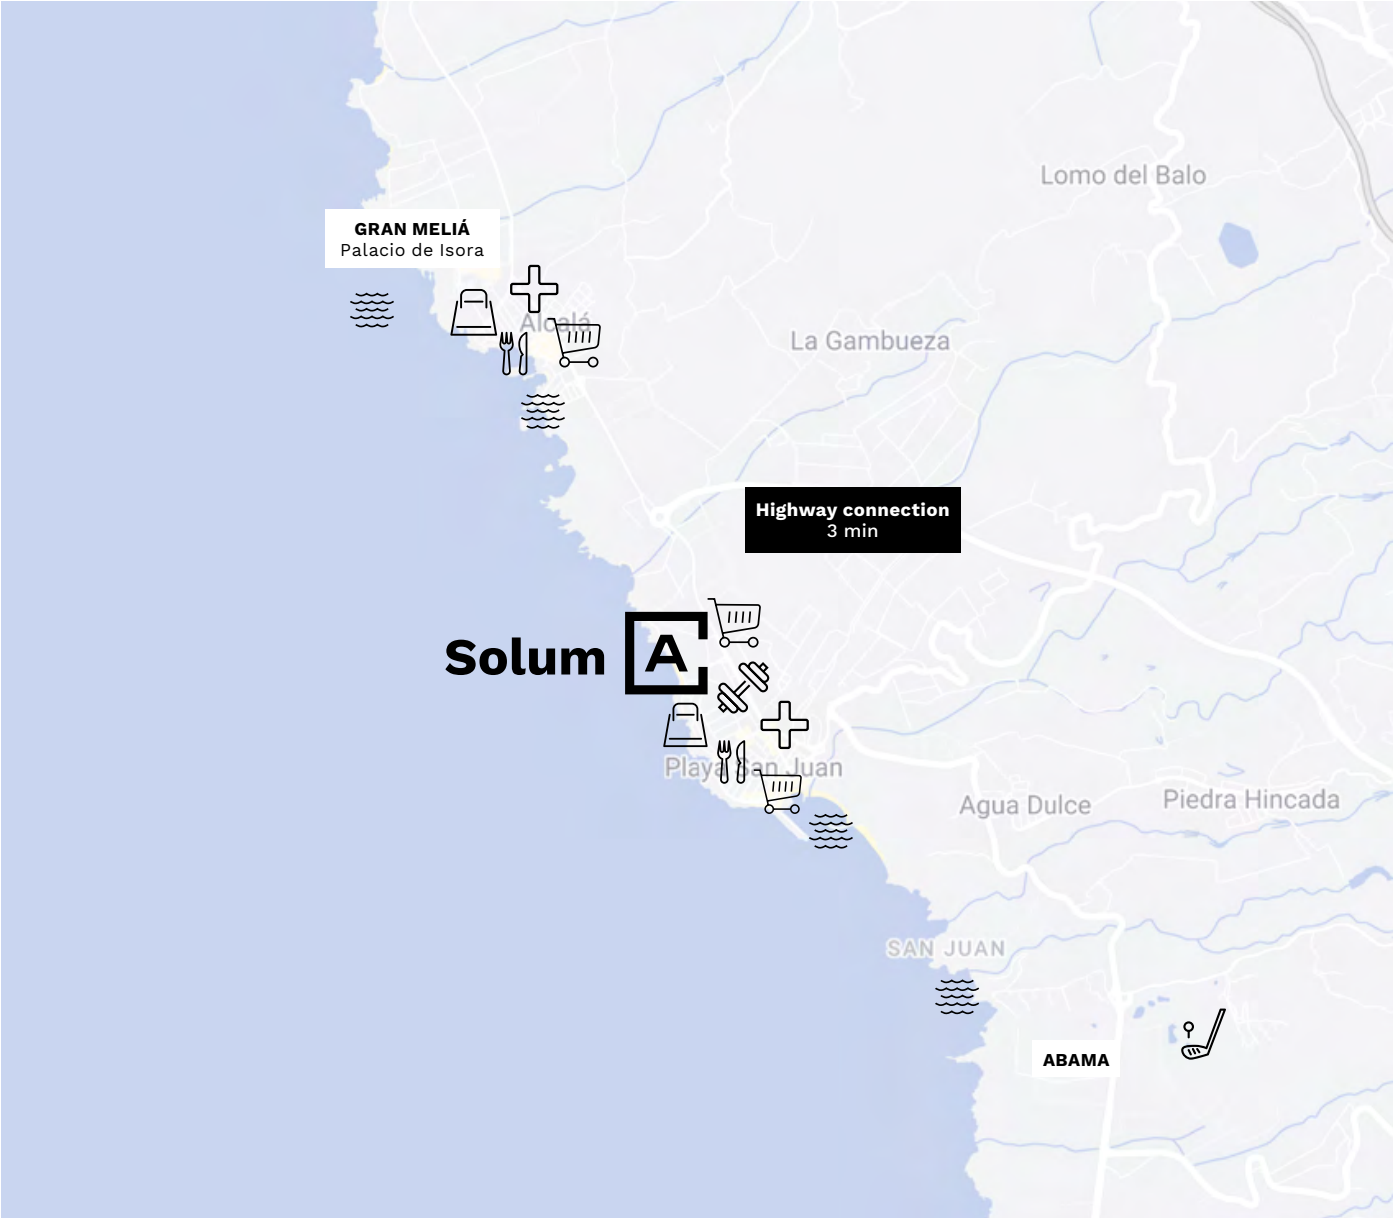 Lomo del Balo
GRAN MELIÁ
Palacio de Isora
Alcalá
La Gambueza
Highway connection
3 min
Solum A
Playa San Juan
Agua Dulce
Piedra Hincada
SAN JUAN
ABAMA